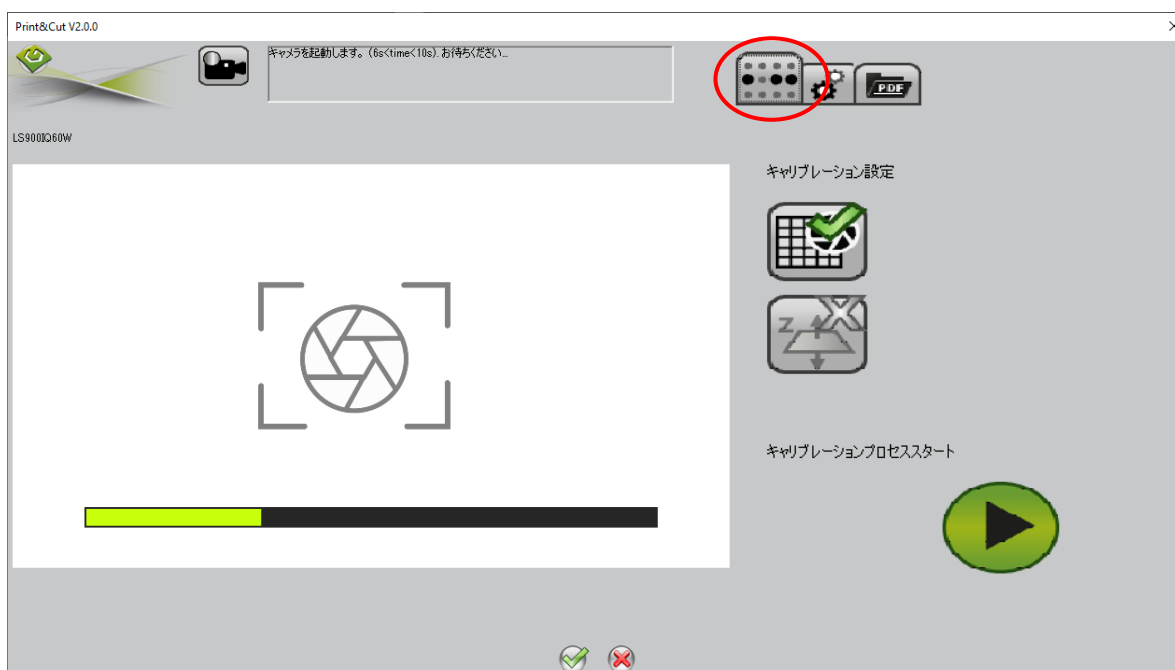 Print&Cut V2.0.0
キャメラを起動します。(6s<time<10s). お待ちください...
PDF
LS900IQ60W
キャリブレーション設定
Z
キャリブレーションプロセススタート